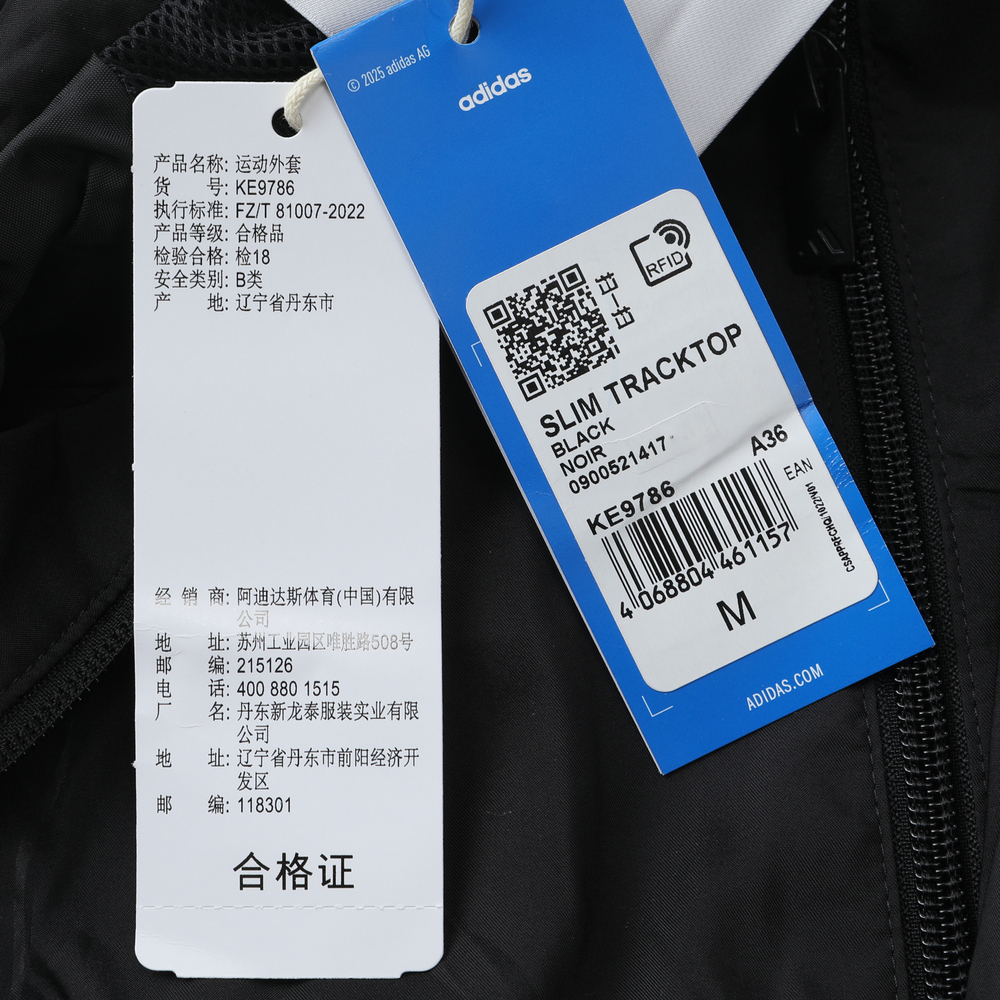 产品名称: 运动外套
货 号: KE9786
执行标准: FZ/T 81007-2022
产品等级: 合格品
检验合格: 检18
安全类别: B类
产 地: 辽宁省丹东市
经 销 商: 阿迪达斯体育(中国)有限
公司
地 址: 苏州工业园区唯胜路508号
邮 编: 215126
电 话: 400 880 1515
厂 名: 丹东新龙泰服装实业有限
公司
地 址: 辽宁省丹东市前阳经济开
发区
邮 编: 118301
合格证
© 2025 adidas AG
adidas
RFID
扫一扫
SLIM TRACKTOP
BLACK
NOIR
0900521417
A36
KE9786
EAN
4 068804 461157
CSAPPRFCHQ/1022/V01
M
ADIDAS.COM